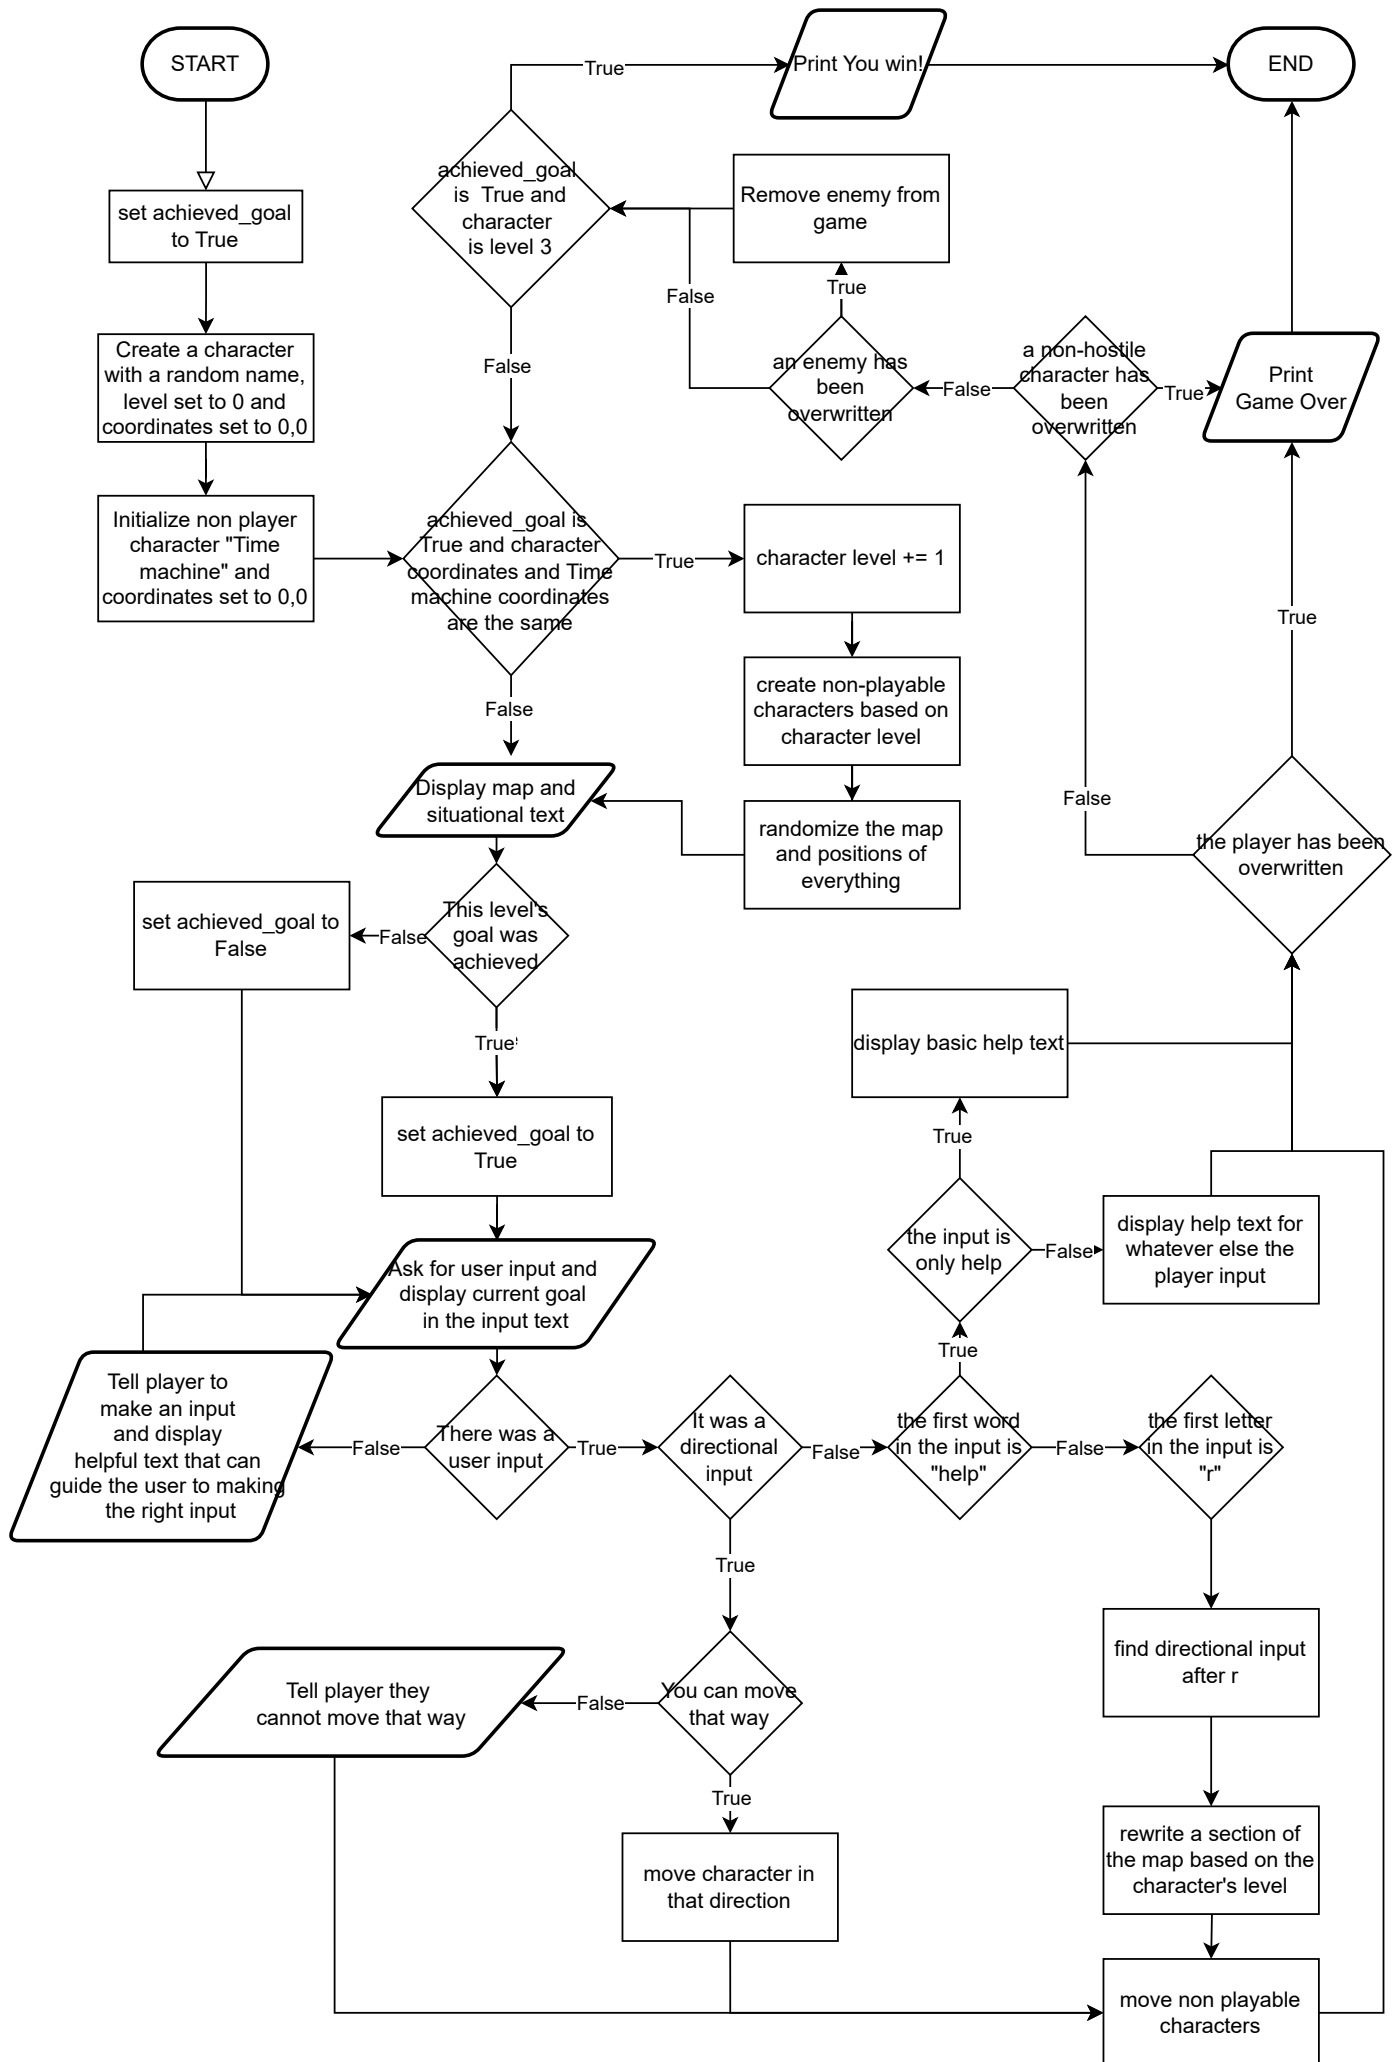 START
True
Print You win!
END
achieved_goal
is  True and
character
is level 3
Remove enemy from
game
set achieved_goal
to True
True
False
Create a character
with a random name,
level set to 0 and
coordinates set to 0,0
False
an enemy has
been
overwritten
False
a non-hostile
character has
been
overwritten
True
Print
Game Over
Initialize non player
character "Time
machine" and
coordinates set to 0,0
achieved_goal is
True and character
coordinates and Time
machine coordinates
are the same
True
character level += 1
True
create non-playable
characters based on
character level
False
Display map and
situational text
False
randomize the map
and positions of
everything
the player has been
overwritten
set achieved_goal to
False
False
This level's
goal was
achieved
True
display basic help text
set achieved_goal to
True
True
the input is
only help
False
display help text for
whatever else the
player input
Ask for user input and
display current goal
in the input text
True
Tell player to
make an input
and display
helpful text that can
guide the user to making
the right input
False
There was a
user input
True
It was a
directional
input
False
the first word
in the input is
"help"
False
the first letter
in the input is
"r"
True
find directional input
after r
Tell player they
cannot move that way
False
You can move
that way
True
rewrite a section of
the map based on the
character's level
move character in
that direction
move non playable
characters